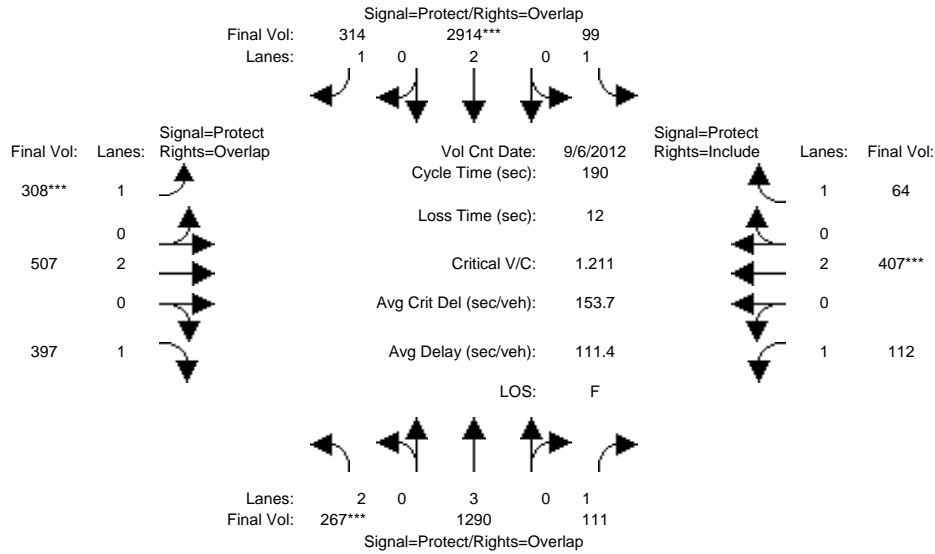 Signal=Protect/Rights=Overlap
Final Vol: 314 2914*** 99
Lanes: 1 0 2 0 1
Signal=Protect Signal=Protect
Final Vol: Lanes: Rights=Overlap Vol Cnt Date: 9/6/2012 Rights=Include Lanes: Final Vol:
Cycle Time (sec): 190
308*** 1 1 64
Loss Time (sec): 12
0 0
507 2 Critical V/C: 1.211 2 407***
0 Avg Crit Del (sec/veh): 153.7 0
397 1 Avg Delay (sec/veh): 111.4 1 112
LOS: F
Lanes: 2 0 3 0 1
Final Vol: 267*** 1290 111
Signal=Protect/Rights=Overlap